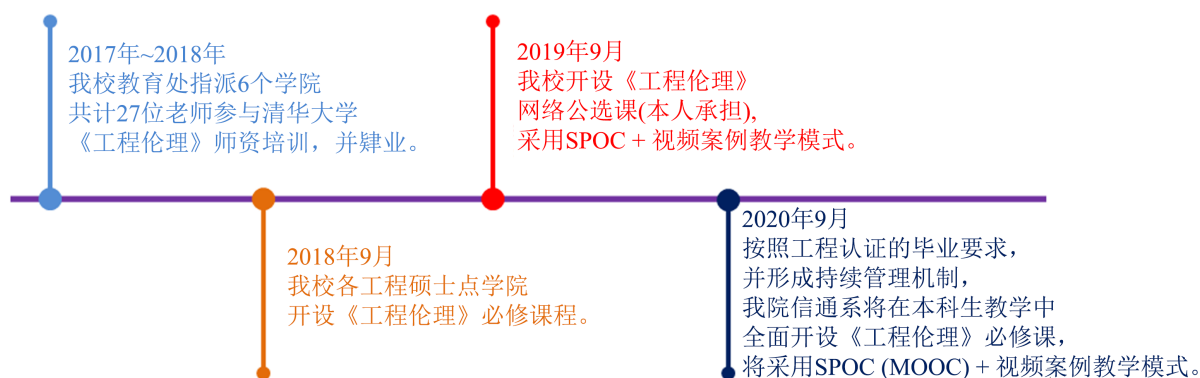 2017年~2018年
我校教育处指派6个学院
共计27位老师参与清华大学
《工程伦理》师资培训，并肄业。
2019年9月
我校开设《工程伦理》
网络公选课(本人承担),
采用SPOC + 视频案例教学模式。
2018年9月
我校各工程硕士点学院
开设《工程伦理》必修课程。
2020年9月
按照工程认证的毕业要求，
并形成持续管理机制，
我院信通系将在本科生教学中
全面开设《工程伦理》必修课，
将采用SPOC (MOOC) + 视频案例教学模式。